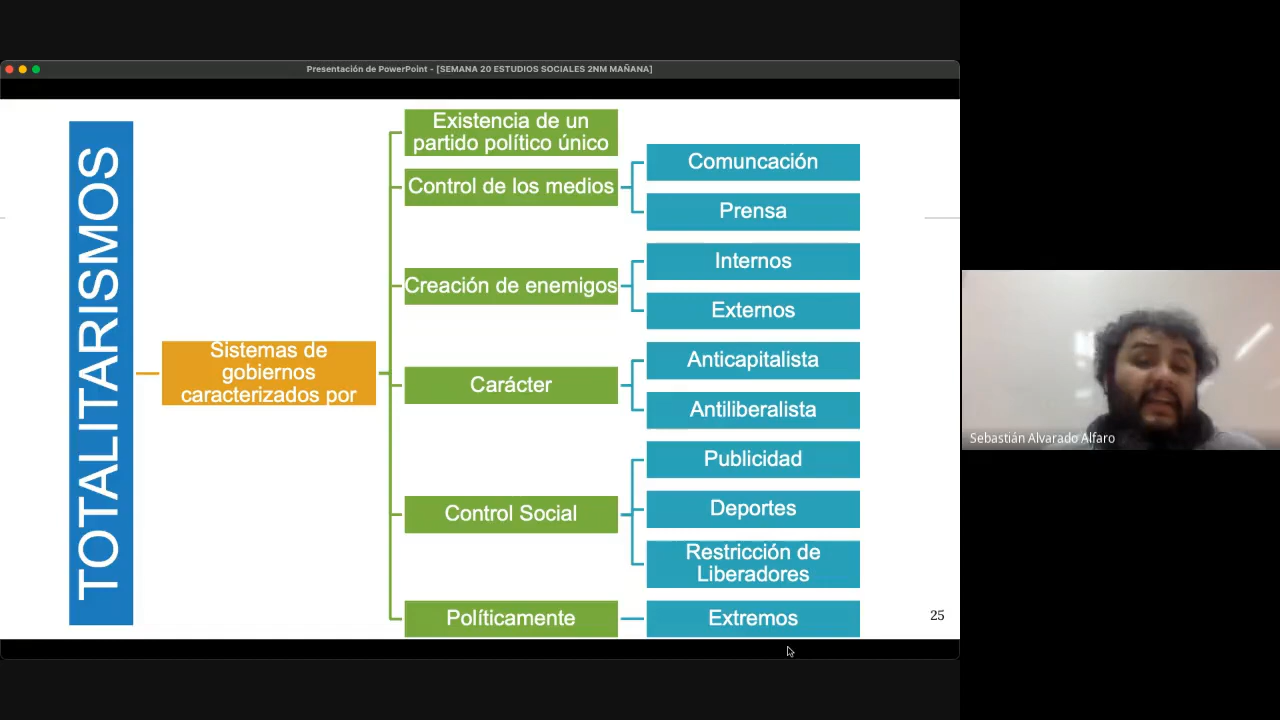 Presentación de PowerPoint - [SEMANA 20 ESTUDIOS SOCIALES 2NM MAÑANA]
TOTALITARISMOS
Sistemas de
gobiernos
caracterizados por
Existencia de un
partido político único
Control de los medios
Comuncación
Prensa
Creación de enemigos
Internos
Externos
Carácter
Anticapitalista
Antiliberalista
Control Social
Publicidad
Deportes
Restricción de
Liberadores
Políticamente
Extremos
25
Sebastián Alvarado Alfaro